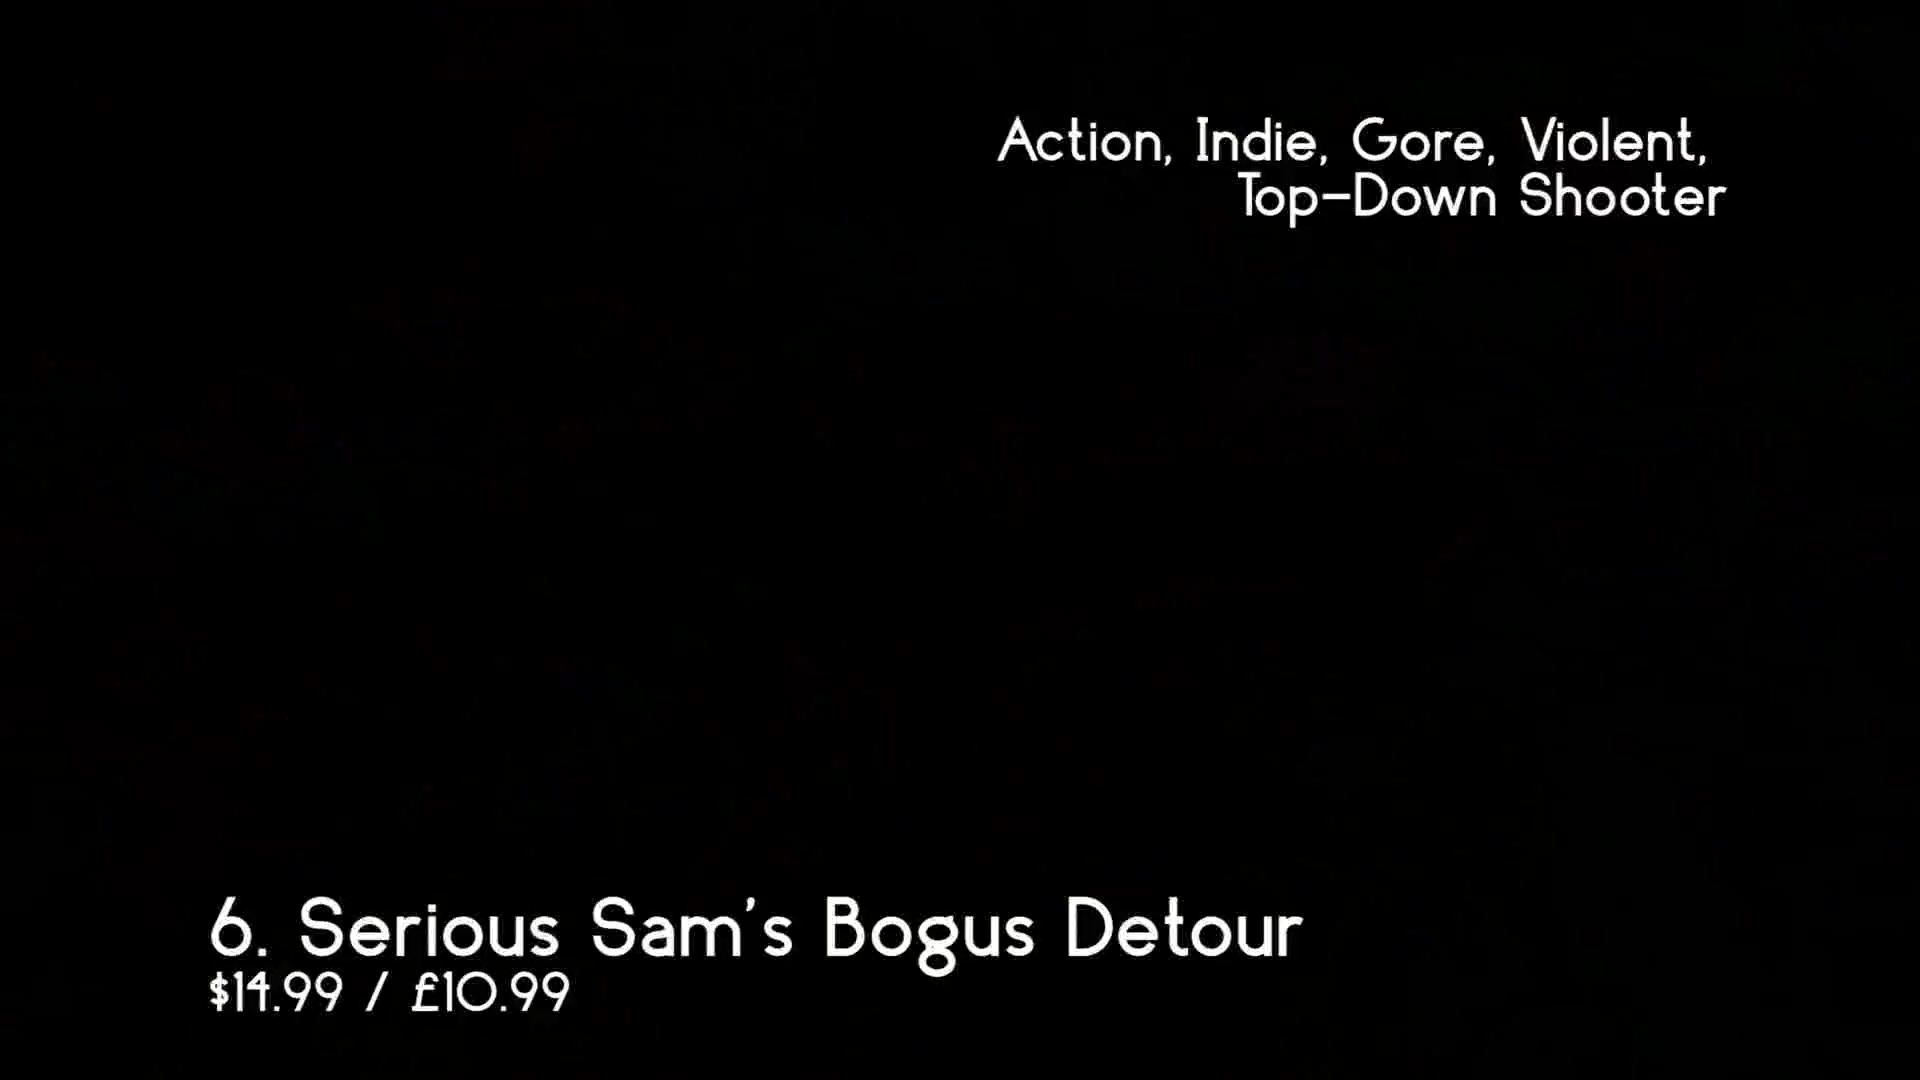 Action, Indie, Gore, Violent,
Top-Down Shooter
6. Serious Sam's Bogus Detour
$14.99 / £10.99